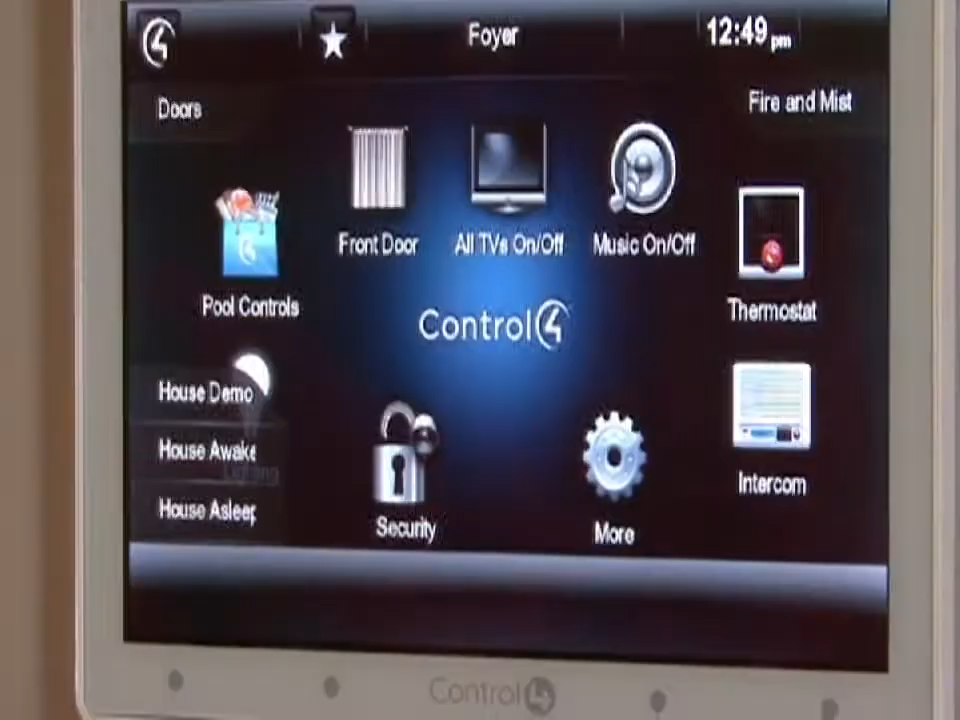 Foyer
12:49 pm
Doors
Fire and Mist
Front Door
All TVs On/Off
Music On/Off
Pool Controls
Thermostat
Control4
House Demo
House Awake
House Asleep
Intercom
Security
More
Control4